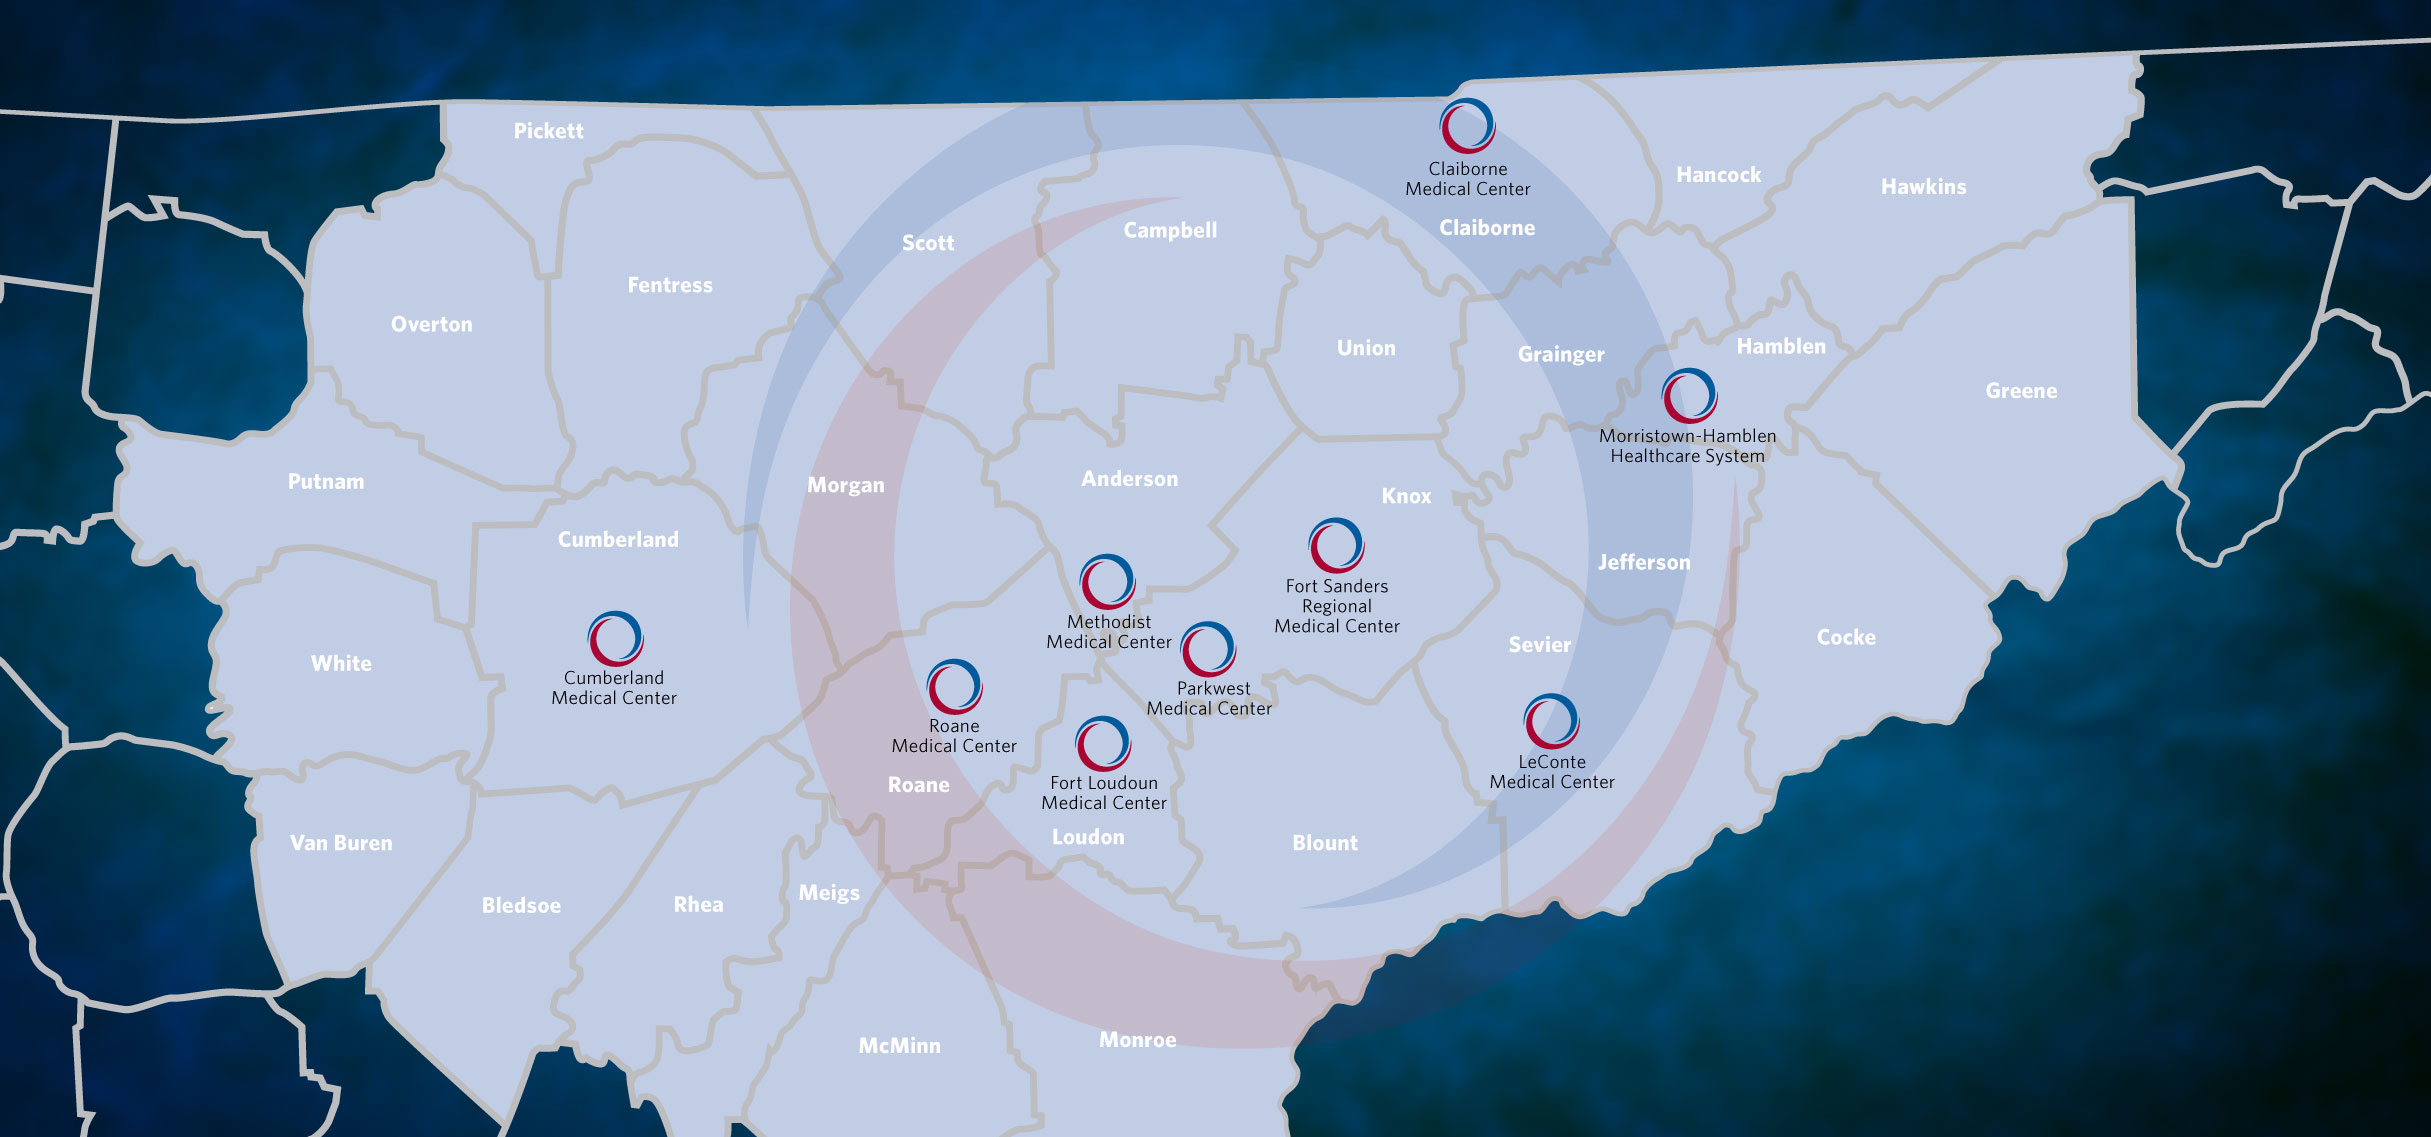 Pickett
Claiborne
Medical Center
Hancock
Hawkins
Claiborne
Campbell
Scott
Fentress
Overton
Union
Grainger
Hamblen
Greene
Morristown-Hamblen
Healthcare System
Putnam
Morgan
Anderson
Knox
Cumberland
Jefferson
Fort Sanders
Regional
Medical Center
Methodist
Medical Center
Cocke
Sevier
White
Cumberland
Medical Center
Parkwest
Medical Center
Roane
Medical Center
LeConte
Medical Center
Roane
Fort Loudoun
Medical Center
Loudon
Van Buren
Blount
Meigs
Bledsoe
Rhea
McMinn
Monroe